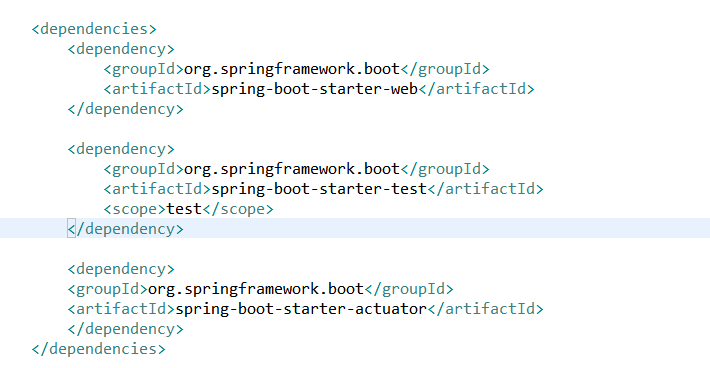 <dependencies>
<dependency>
<groupId>org.springframework.boot</groupId>
<artifactId>spring-boot-starter-web</artifactId>
</dependency>
<dependency>
<groupId>org.springframework.boot</groupId>
<artifactId>spring-boot-starter-test</artifactId>
<scope>test</scope>
</dependency>
<dependency>
<groupId>org.springframework.boot</groupId>
<artifactId>spring-boot-starter-actuator</artifactId>
</dependency>
</dependencies>